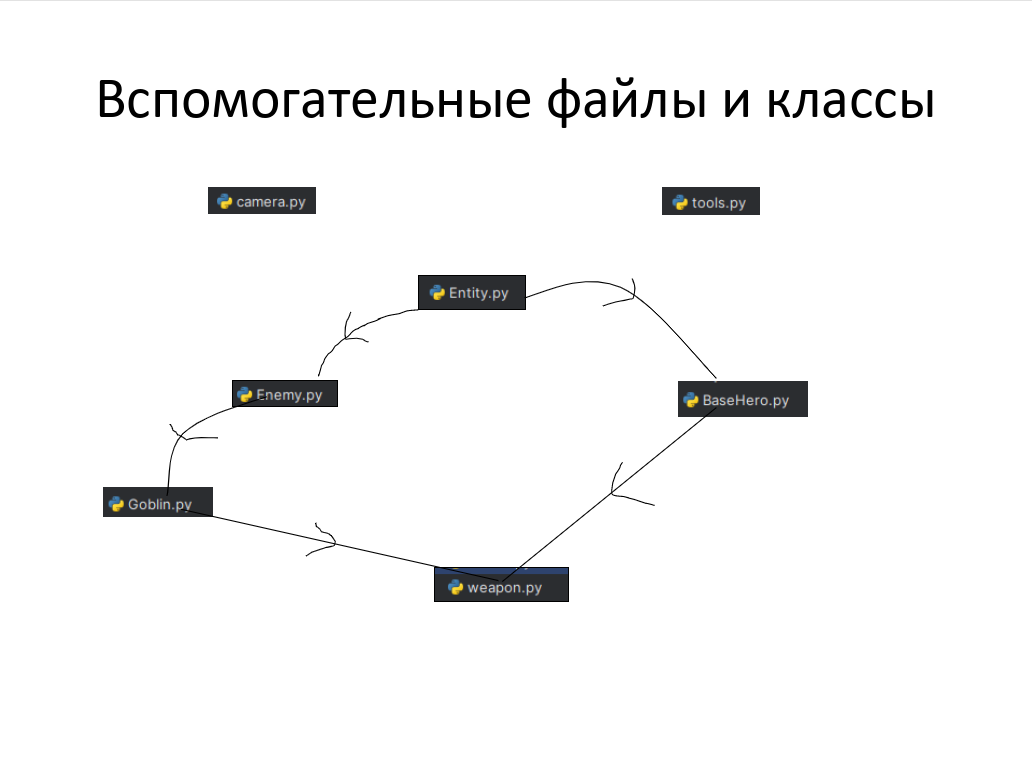 Вспомогательные файлы и классы
camera.py
tools.py
Entity.py
Enemy.py
BaseHero.py
Goblin.py
weapon.py